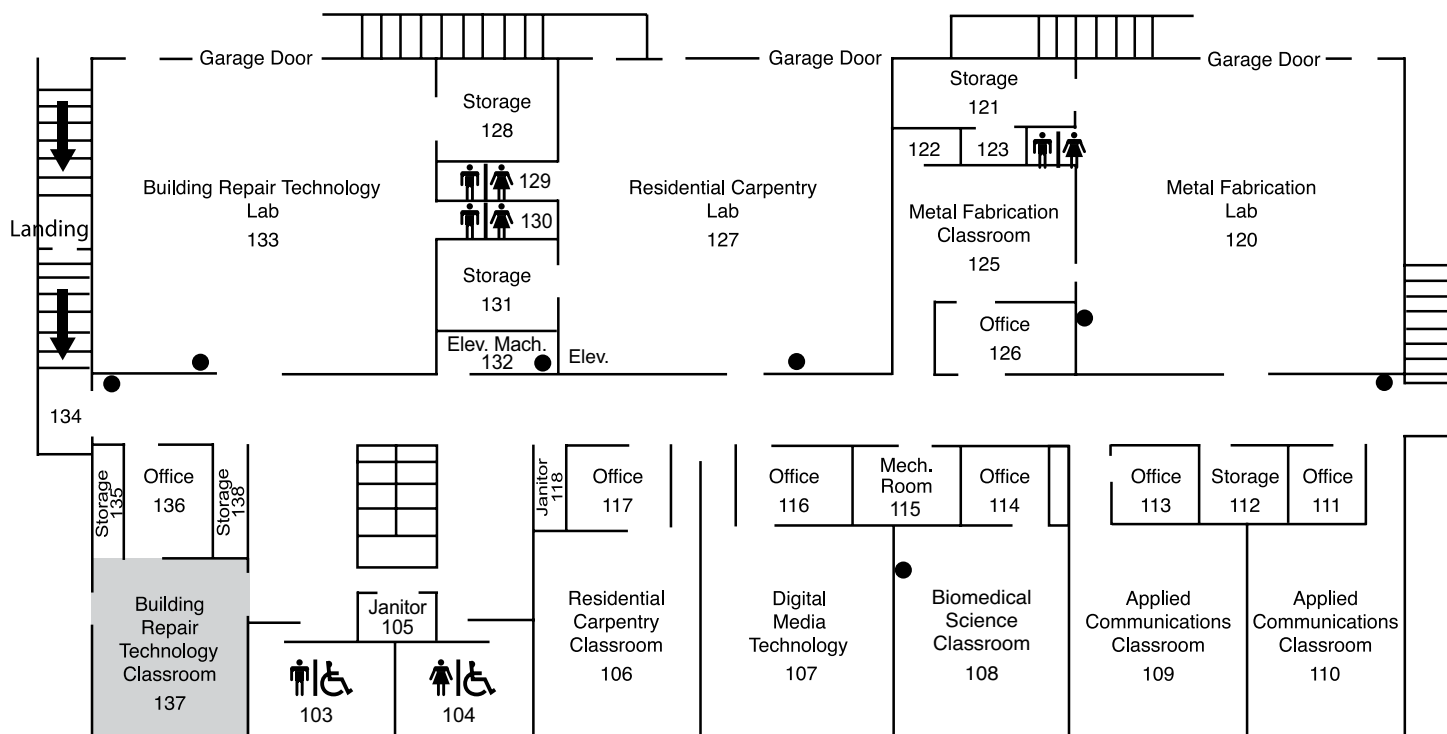 Garage Door
Garage Door
Garage Door
Storage
128
Storage
121
122
123
129
130
Building Repair Technology
Lab
133
Residential Carpentry
Lab
127
Metal Fabrication
Classroom
125
Metal Fabrication
Lab
120
Landing
Storage
131
Office
126
Elev. Mach.
132
Elev.
134
Storage
135
Office
136
Storage
138
Janitor
118
Office
117
Office
116
Mech.
Room
115
Office
114
Office
113
Storage
112
Office
111
Building
Repair
Technology
Classroom
137
Janitor
105
103
104
Residential
Carpentry
Classroom
106
Digital
Media
Technology
107
Biomedical
Science
Classroom
108
Applied
Communications
Classroom
109
Applied
Communications
Classroom
110